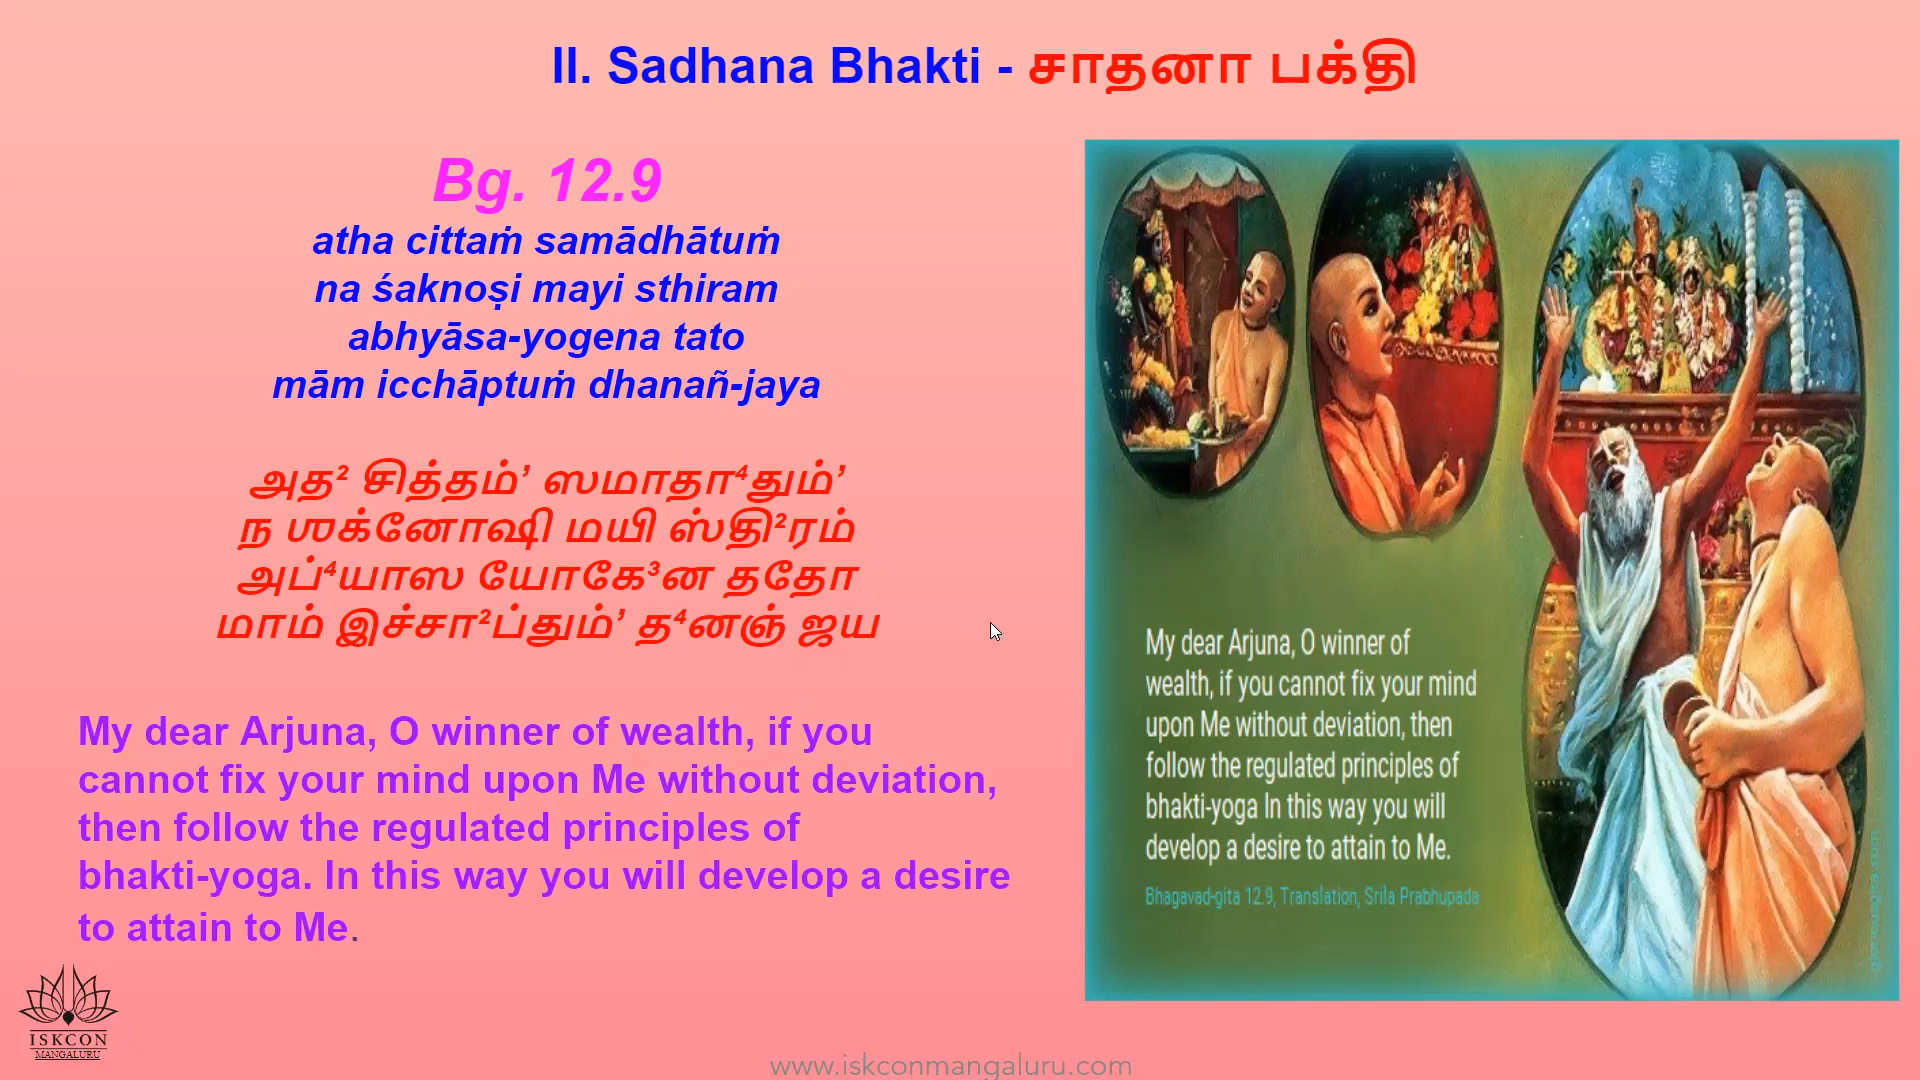 II. Sadhana Bhakti - சாதனா பக்தி
Bg. 12.9
atha cittaṁ samādhātuṁ
na śaknoṣi mayi sthiram
abhyāsa-yogena tato
mām icchāptuṁ dhanañ-jaya
அத² சித்தம்ʼ ஸமாதா⁴தும்ʼ
ந ஶக்னோஷி மயி ஸ்தி²ரம்
அப்⁴யாஸ யோகே³ன ததோ
மாம் இச்சா²ப்தும்ʼ த⁴னஞ் ஜய
My dear Arjuna, O winner of wealth, if you
cannot fix your mind upon Me without deviation,
then follow the regulated principles of
bhakti-yoga. In this way you will develop a desire
to attain to Me.
My dear Arjuna, O winner of
wealth, if you cannot fix your mind
upon Me without deviation, then
follow the regulated principles of
bhakti-yoga In this way you will
develop a desire to attain to Me.
Bhagavad-gita 12.9, Translation, Srila Prabhupada
ISKCON
MANGALURU
www.iskconmangaluru.com